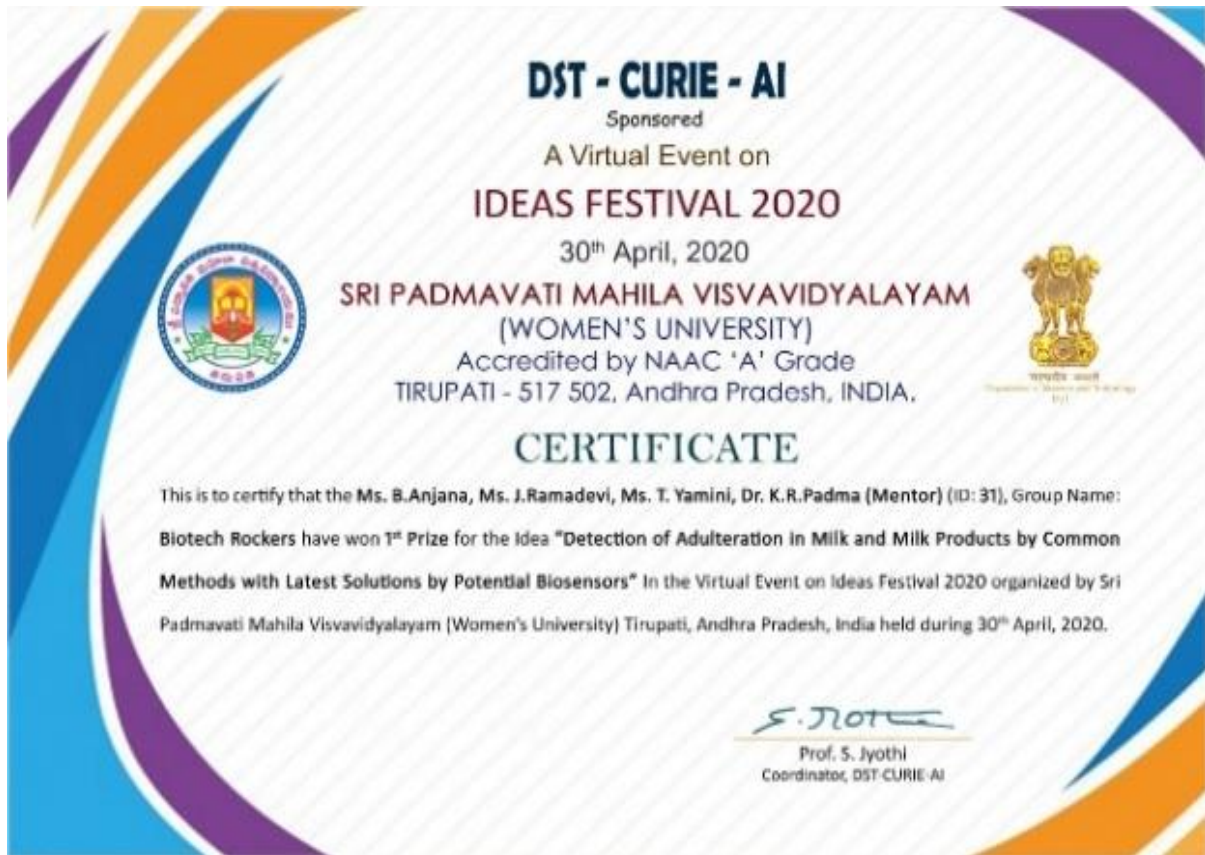 DST - CURIE - AI
Sponsored
A Virtual Event on
IDEAS FESTIVAL 2020
30th April, 2020
SRI PADMAVATI MAHILA VISVAVIDYALAYAM
(WOMEN'S UNIVERSITY)
Accredited by NAAC 'A' Grade
TIRUPATI - 517 502, Andhra Pradesh, INDIA.
सत्यमेव जयते
CERTIFICATE
This is to certify that the Ms. B.Anjana, Ms. J.Ramadevi, Ms. T. Yamini, Dr. K.R.Padma (Mentor) (ID: 31), Group Name:
Biotech Rockers have won 1st Prize for the Idea "Detection of Adulteration in Milk and Milk Products by Common
Methods with Latest Solutions by Potential Biosensors" In the Virtual Event on Ideas Festival 2020 organized by Sri
Padmavati Mahila Visvavidyalayam (Women's University) Tirupati, Andhra Pradesh, India held during 30th April, 2020.
Prof. S. Jyothi
Coordinator, DST-CURIE-AI